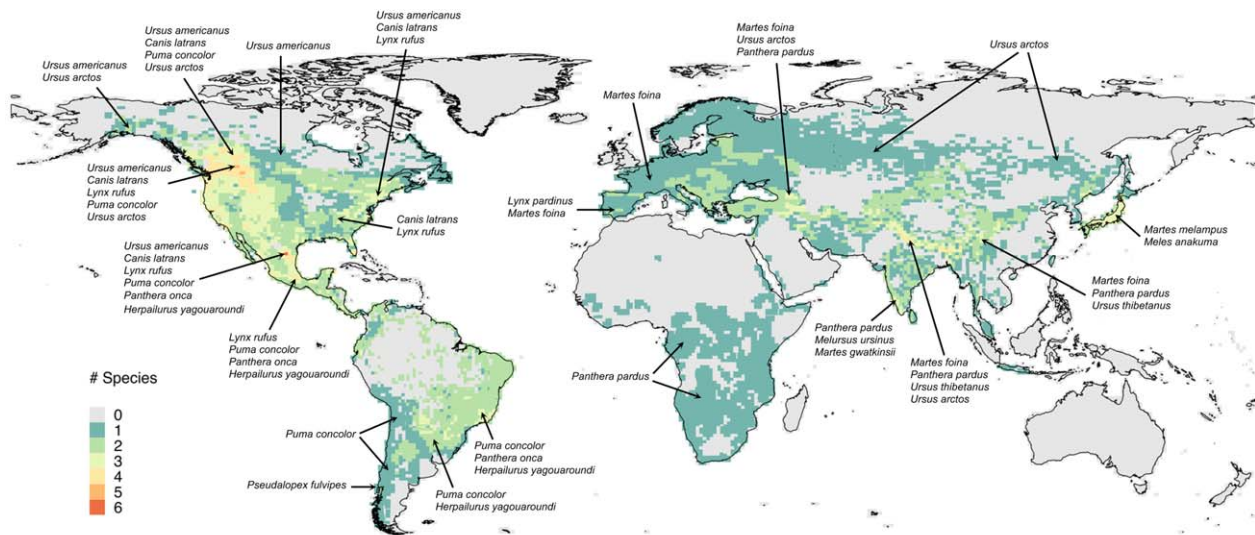 Ursus americanus
Ursus arctos
Ursus americanus
Canis latrans
Puma concolor
Ursus arctos
Ursus americanus
Ursus americanus
Canis latrans
Lynx rufus
Martes foina
Martes foina
Ursus arctos
Panthera pardus
Ursus arctos
Ursus americanus
Canis latrans
Lynx rufus
Puma concolor
Ursus arctos
Canis latrans
Lynx rufus
Lynx pardinus
Martes foina
Martes melampus
Meles anakuma
Ursus americanus
Canis latrans
Lynx rufus
Puma concolor
Panthera onca
Herpailurus yagouaroundi
Martes foina
Panthera pardus
Ursus thibetanus
Lynx rufus
Puma concolor
Panthera onca
Herpailurus yagouaroundi
Panthera pardus
Panthera pardus
Melursus ursinus
Martes gwatkinsii
Martes foina
Panthera pardus
Ursus thibetanus
Ursus arctos
# Species
0
1
2
3
4
5
6
Puma concolor
Puma concolor
Panthera onca
Herpailurus yagouaroundi
Pseudalopex fulvipes
Puma concolor
Herpailurus yagouaroundi